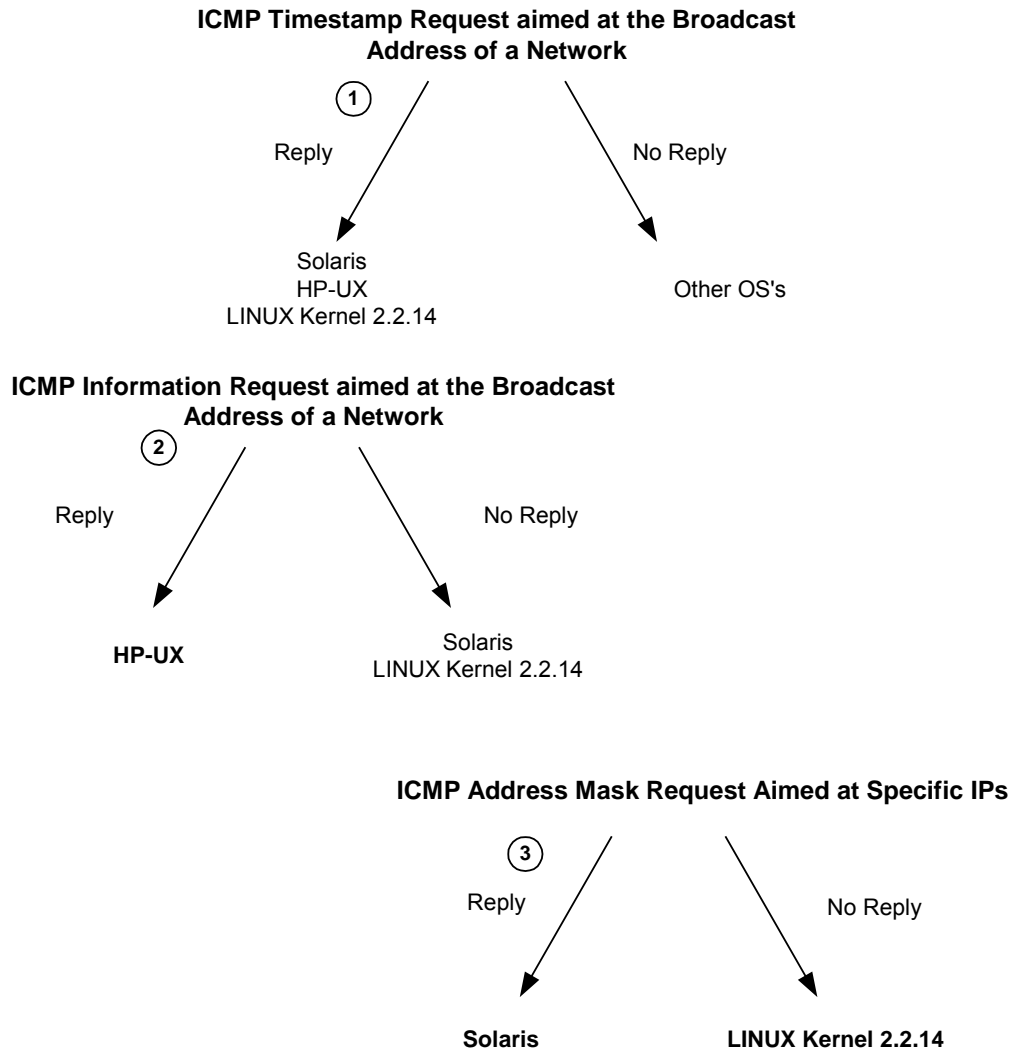 ICMP Timestamp Request aimed at the Broadcast
Address of a Network
1
Reply
No Reply
Solaris
HP-UX
LINUX Kernel 2.2.14
Other OS's
ICMP Information Request aimed at the Broadcast
Address of a Network
2
Reply
No Reply
HP-UX
Solaris
LINUX Kernel 2.2.14
ICMP Address Mask Request Aimed at Specific IPs
3
Reply
No Reply
Solaris
LINUX Kernel 2.2.14